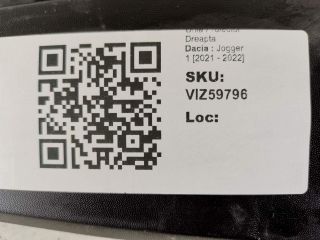 Dreapta
Dacia : Jogger
1 [2021 - 2022]
SKU:
VIZ59796
Loc: